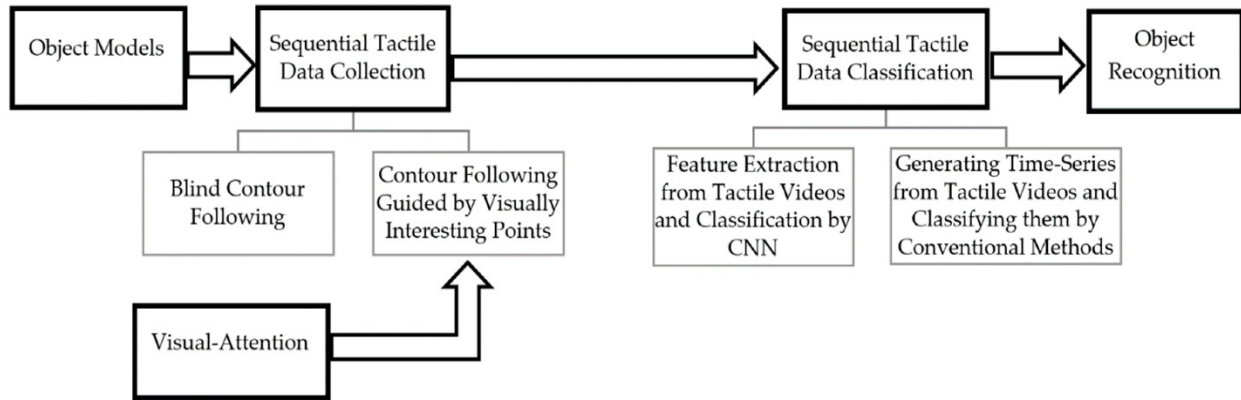 Object Models
Sequential Tactile
Data Collection
Sequential Tactile
Data Classification
Object
Recognition
Blind Contour
Following
Contour Following
Guided by Visually
Interesting Points
Feature Extraction
from Tactile Videos
and Classification by
CNN
Generating Time-Series
from Tactile Videos and
Classifying them by
Conventional Methods
Visual-Attention